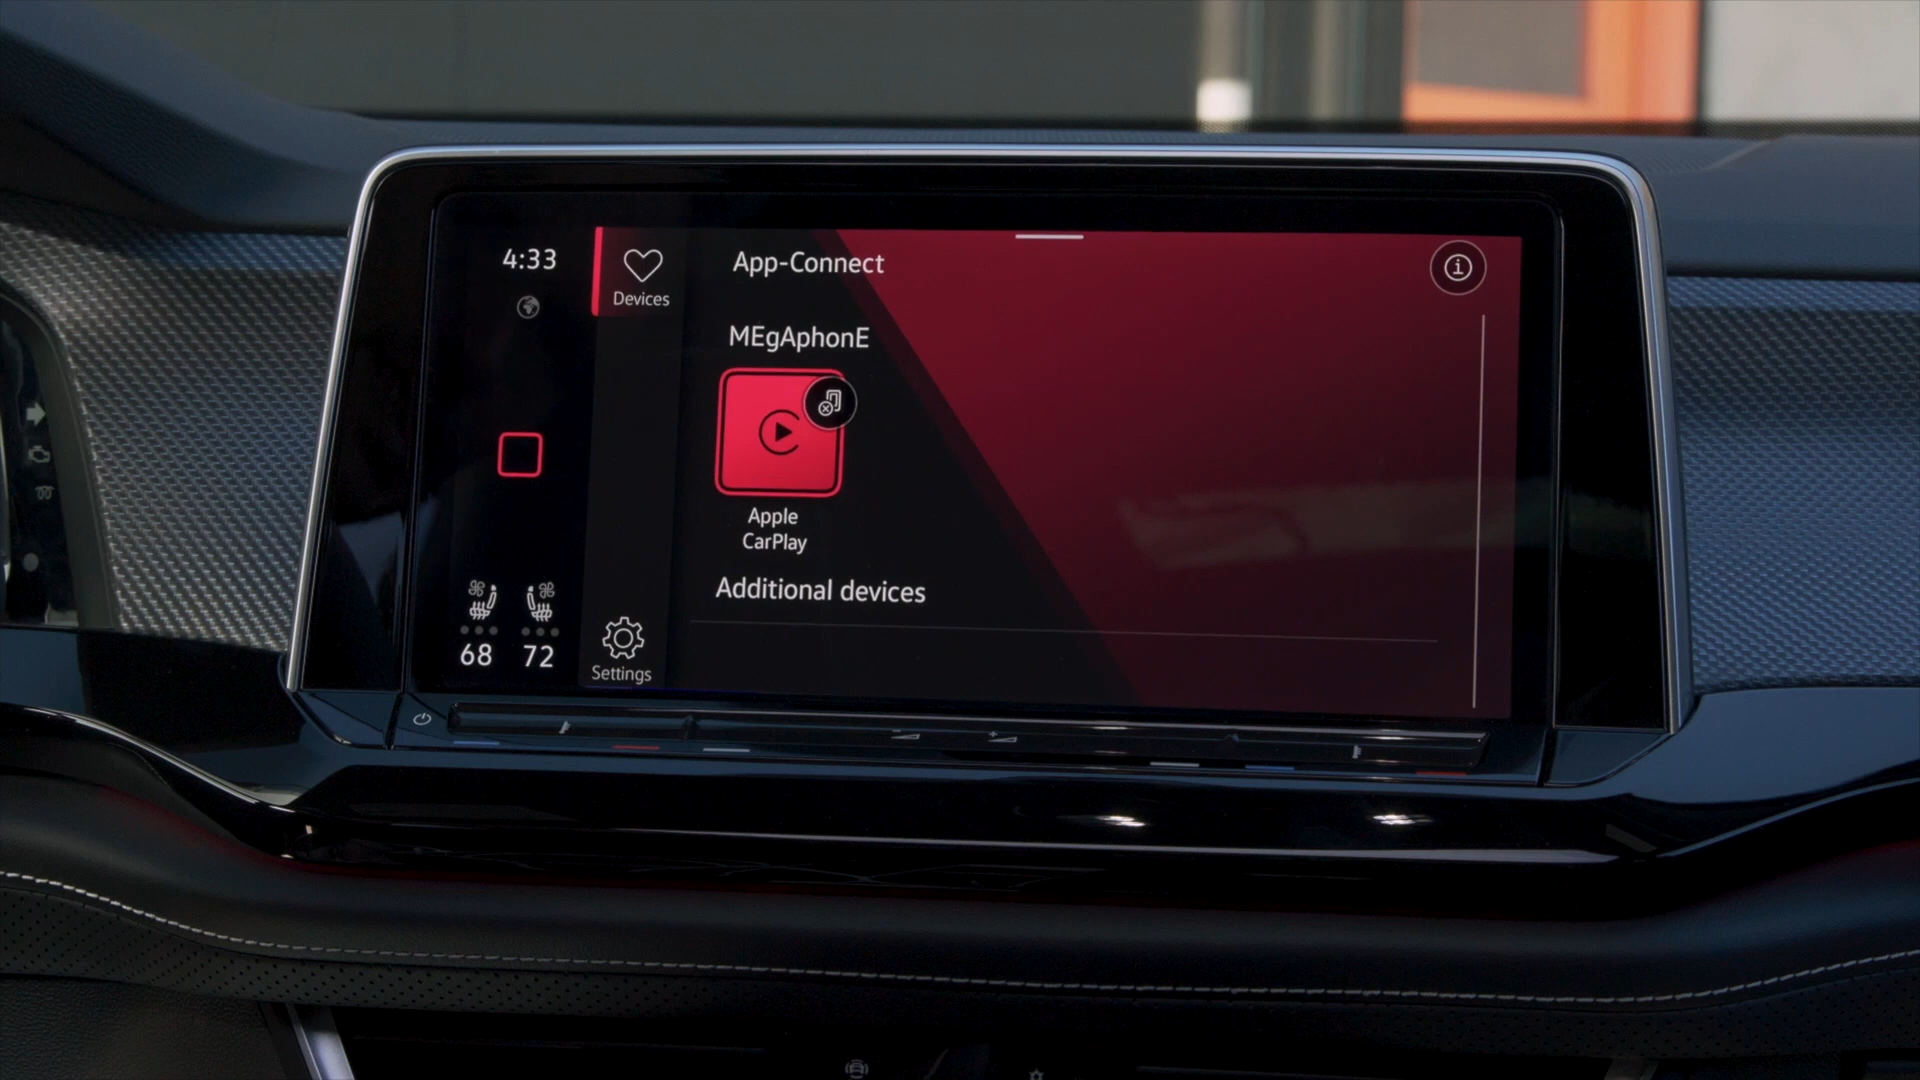 4:33
Devices
App-Connect
MEgAphonE
Apple
CarPlay
Additional devices
68 72
Settings